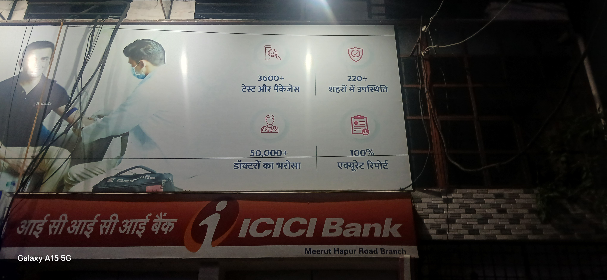 3600+
टेस्ट और पैकेजेस
220+
शहरों में उपस्थिति
50,000+
डॉक्टरों का भरोसा
100%
एक्युरेट रिपोर्ट
आई सी आई सी आई बैंक
ICICI Bank
Meerut Hapur Road Branch
Galaxy A15 5G